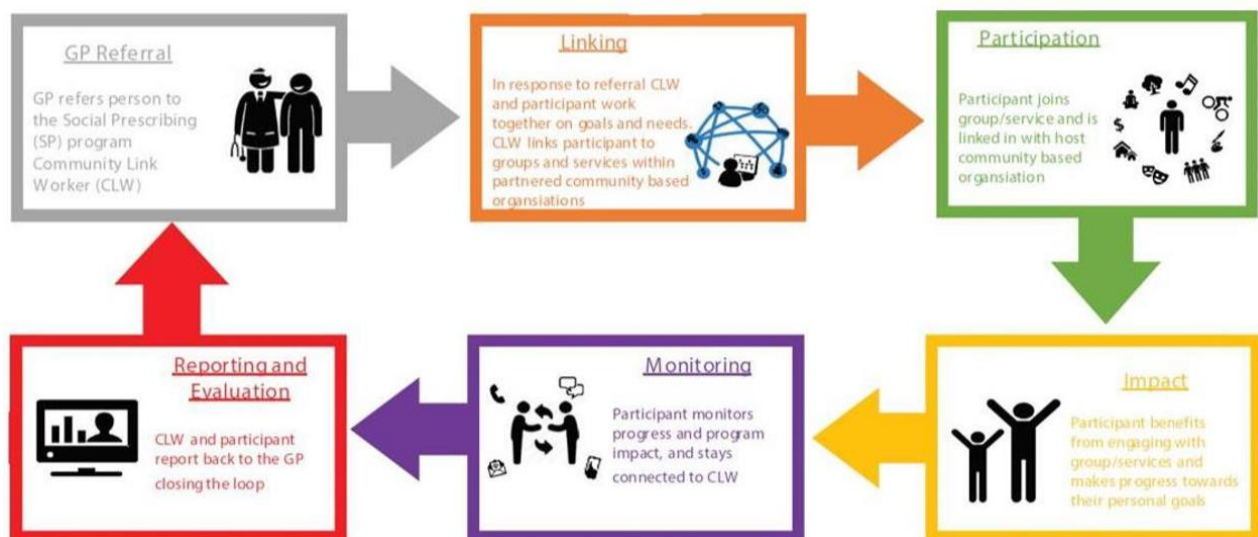 GP Referral
GP refers person to
the Social Prescribing
(SP) program
Community Link
Worker (CLW)
Linking
In response to referral CLW
and participant work
together on goals and needs.
CLW links participant to
groups and services within
partnered community based
organsiations
Participation
Participant joins
group/service and is
linked in with host
community based
organsiation
$
Impact
Participant benefits
from engaging with
group/services and
makes progress towards
their personal goals
Monitoring
Participant monitors
progress and program
impact, and stays
connected to CLW
Reporting and
Evaluation
CLW and participant
report back to the GP
closing the loop